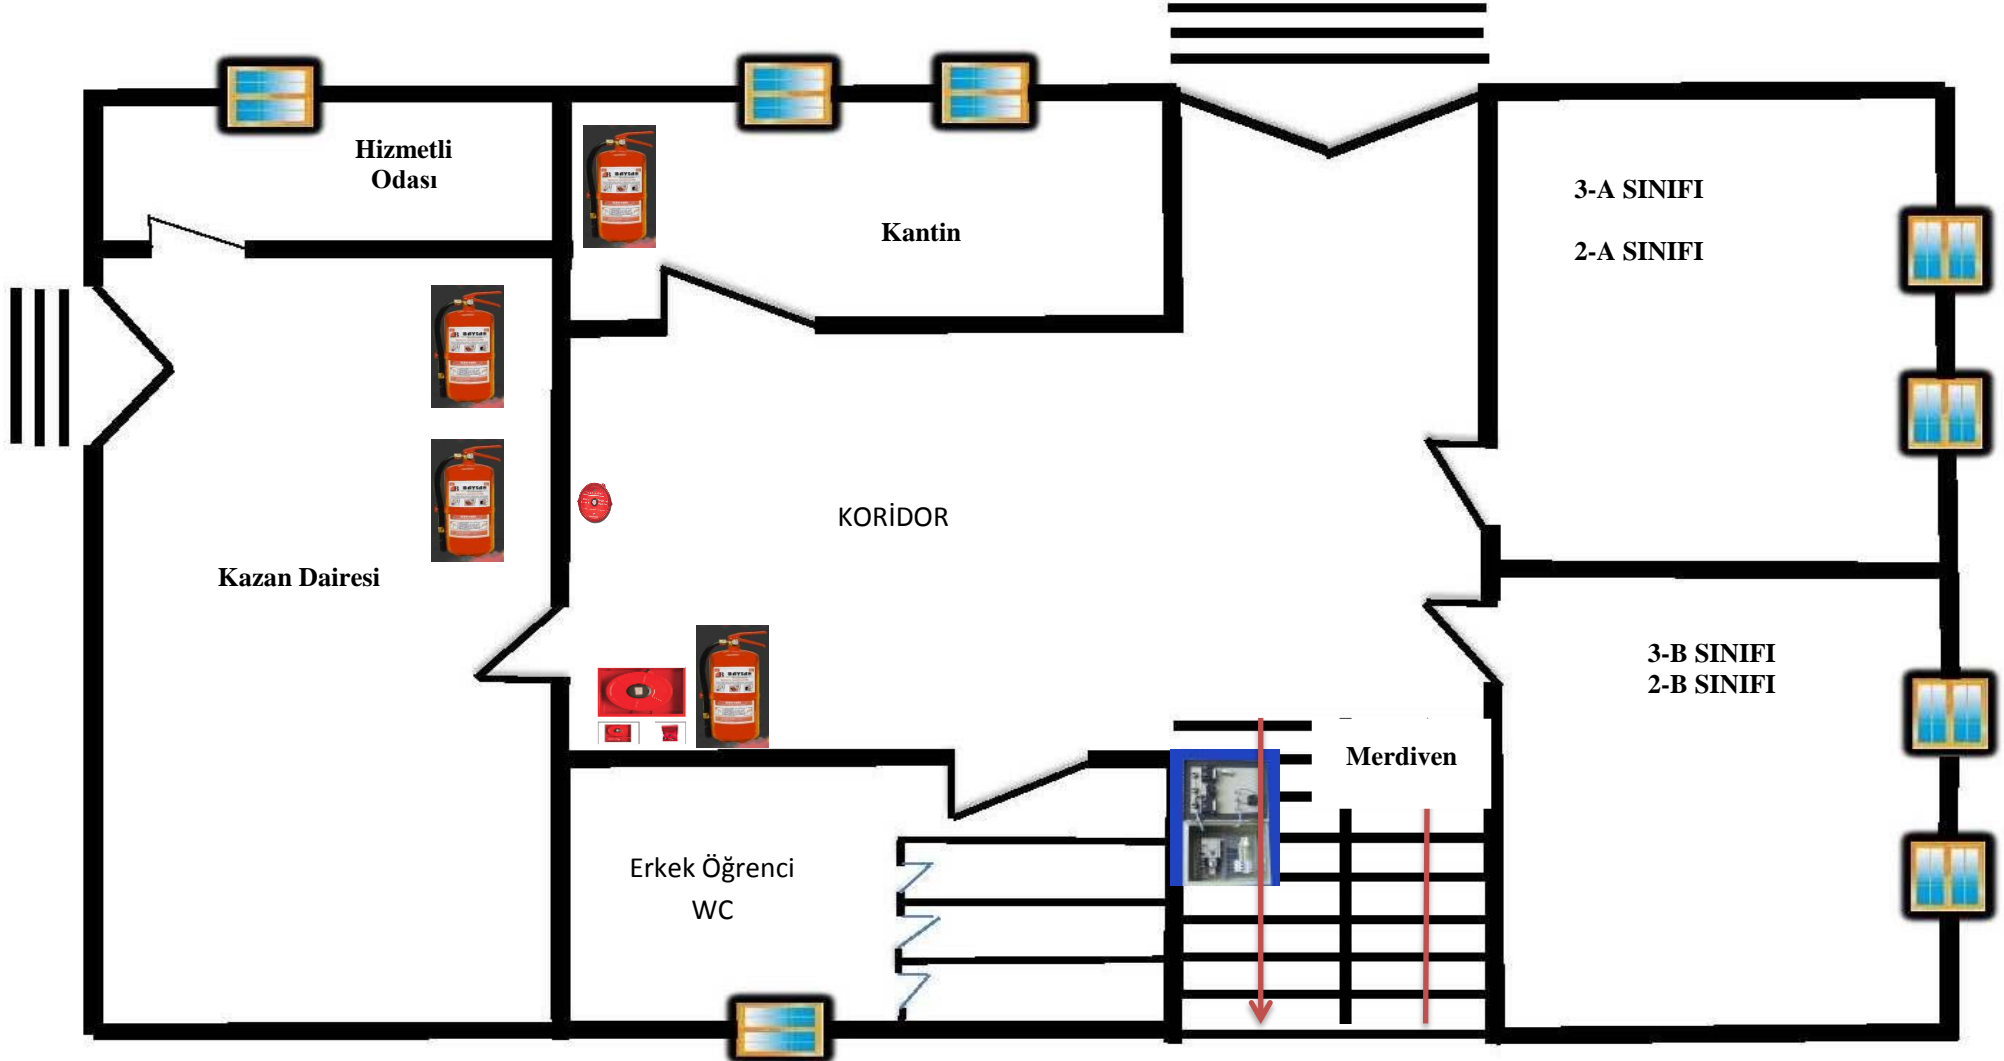 Hizmetli
Odası
Kantin
3-A SINIFI
2-A SINIFI
KORİDOR
Kazan Dairesi
3-B SINIFI
2-B SINIFI
Merdiven
Erkek Öğrenci
WC